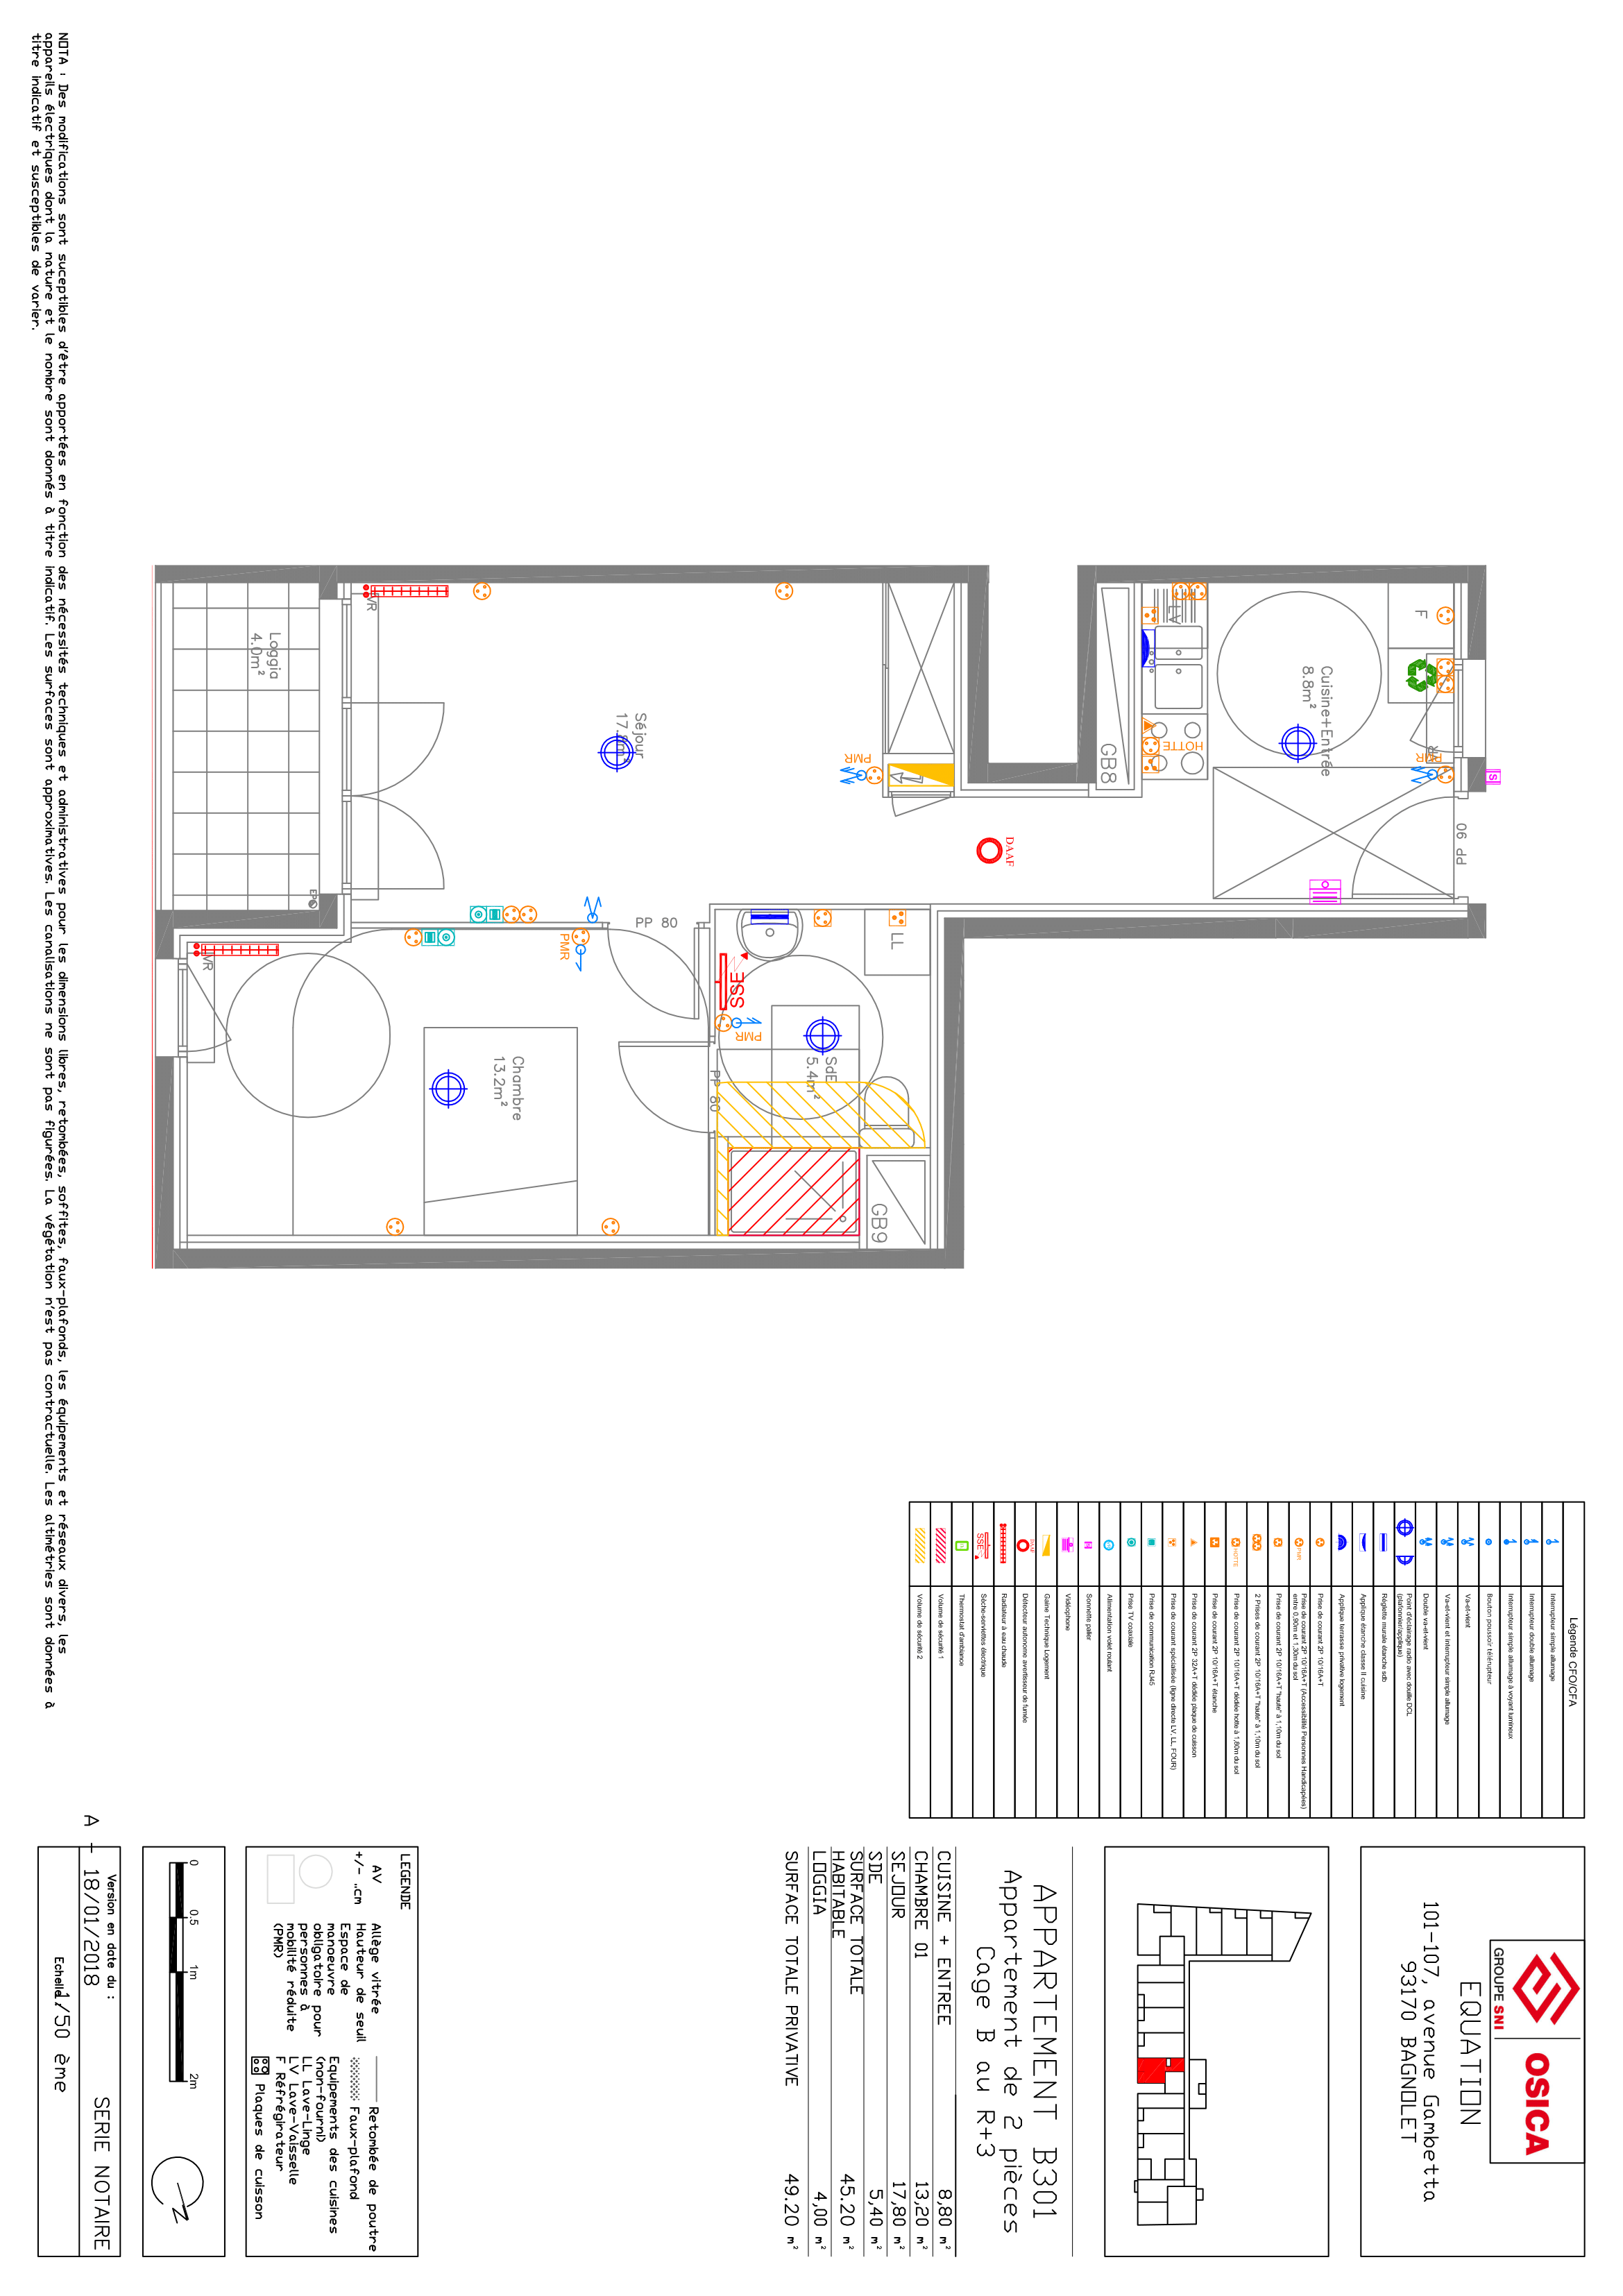 NOTA : Des modifications sont suceptibles d'être apportées en fonction des nécessités techniques et administratives pour les dimensions libres, retombées, soffites, faux-plafonds, les équipements et réseaux divers, les
appareils électriques dont la nature et le nombre sont donnés à titre indicatif. Les surfaces sont approximatives. Les canalisations ne sont pas figurées. La végétation n'est pas contractuelle. Les altimétries sont données à
titre indicatif et susceptibles de varier.
GROUPE SNI
OSICA
EQUATION
101-107, avenue Gambetta
93170 BAGNOLET
APPARTEMENT B301
Appartement de 2 pièces
Cage B au R+3
CUISINE + ENTREE 8,80 m²
CHAMBRE 01 13,20 m²
SEJOUR 17,80 m²
SDE 5,40 m²
SURFACE TOTALE
HABITABLE 45.20 m²
LOGGIA 4,00 m²
SURFACE TOTALE PRIVATIVE 49.20 m²
Légende CFO/CFA
Interrupteur simple allumage
Interrupteur double allumage
Interrupteur simple allumage à voyant lumineux
Bouton poussoir télérupteur
Va-et-vient
Va-et-vient et interrupteur simple allumage
Double va-et-vient
Point d'éclairage radio avec douille DCL
(plafonnier/applique)
Réglette murale étanche sdb
Applique étanche classe II cuisine
Applique terrasse privative logement
Prise de courant 2P 10/16A+T
PMR
Prise de courant 2P 10/16A+T (Accessibilité Personnes Handicapées)
entre 0,90m et 1,30m du sol
Prise de courant 2P 10/16A+T "haute" à 1,10m du sol
2 Prises de courant 2P 10/16A+T "haute" à 1,10m du sol
HOTTE
Prise de courant 2P 10/16A+T dédiée hotte à 1,80m du sol
Prise de courant 2P 10/16A+T étanche
Prise de courant 2P 32A+T dédiée plaque de cuisson
Prise de courant spécialisée (ligne directe LV, LL, FOUR)
Prise de communication RJ45
Prise TV coaxiale
Alimentation volet roulant
Sonnette palier
Vidéophone
Gaine Technique Logement
DAAF
Détecteur autonome avertisseur de fumée
Radiateur à eau chaude
SSE
Sèche-serviettes électrique
Thermostat d'ambiance
Volume de sécurité 1
Volume de sécurité 2
Cuisine+Entrée
8.8m²
F
PMR
S
PP 90
LV
HOTTE
GB8
DAAF
Séjour
17.8m²
PMR
VR
Loggia
4.0m²
EP
PP 80
PMR
VR
Chambre
13.2m²
PP 80
LL
SSE
PMR
SdE
5.4m²
GB9
LEGENDE
AV Allège vitrée
+/- ..cm Hauteur de seuil
Espace de
manoeuvre
obligatoire pour
personnes à
mobilité réduite
(PMR)
Retombée de poutre
Faux-plafond
Equipements des cuisines
(non-fourni)
LL Lave-Linge
LV Lave-Vaisselle
F Réfrigirateur
Plaques de cuisson
0 0.5 1m 2m
N
A -
Version en date du :
18/01/2018
SERIE NOTAIRE
Echelle 1/50 ème